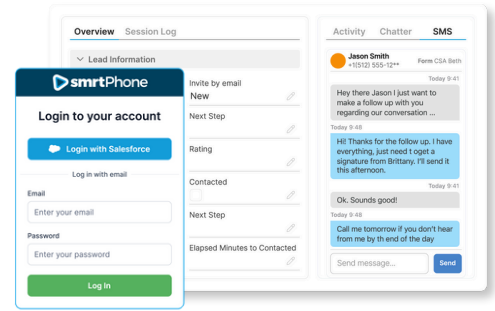 Overview Session Log
Lead Information
smrtPhone
Login to your account
Login with Salesforce
Log in with email
Email
Enter your email
Password
Enter your password
Log In
Invite by email
New
Next Step
Rating
Contacted
Next Step
Elapsed Minutes to Contacted
Activity Chatter SMS
Jason Smith
+1(512) 555-12**
Form CSA Beth
Today 9:41
Hey there Jason I just want to
make a follow up with you
regarding our conversation ...
Today 9:48
Hi! Thanks for the follow up. I have
everything, just need t oget a
signature from Brittany. I'll send it
this afternoon.
Today 9:41
Ok. Sounds good!
Today 9:48
Call me tomorrow if you don't hear
from me by th end of the day
Send message...
Send